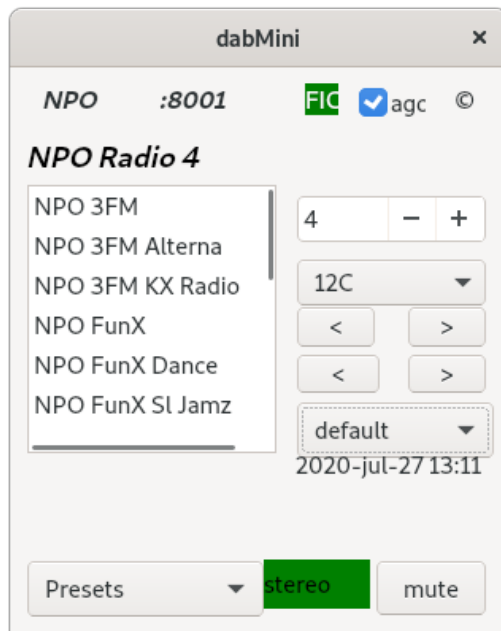 dabMini ×
NPO :8001 FIC agc ©
NPO Radio 4
NPO 3FM
NPO 3FM Alterna
NPO 3FM KX Radio
NPO FunX
NPO FunX Dance
NPO FunX Sl Jamz
4 − +
12C
< >
< >
default
2020-jul-27 13:11
Presets stereo mute